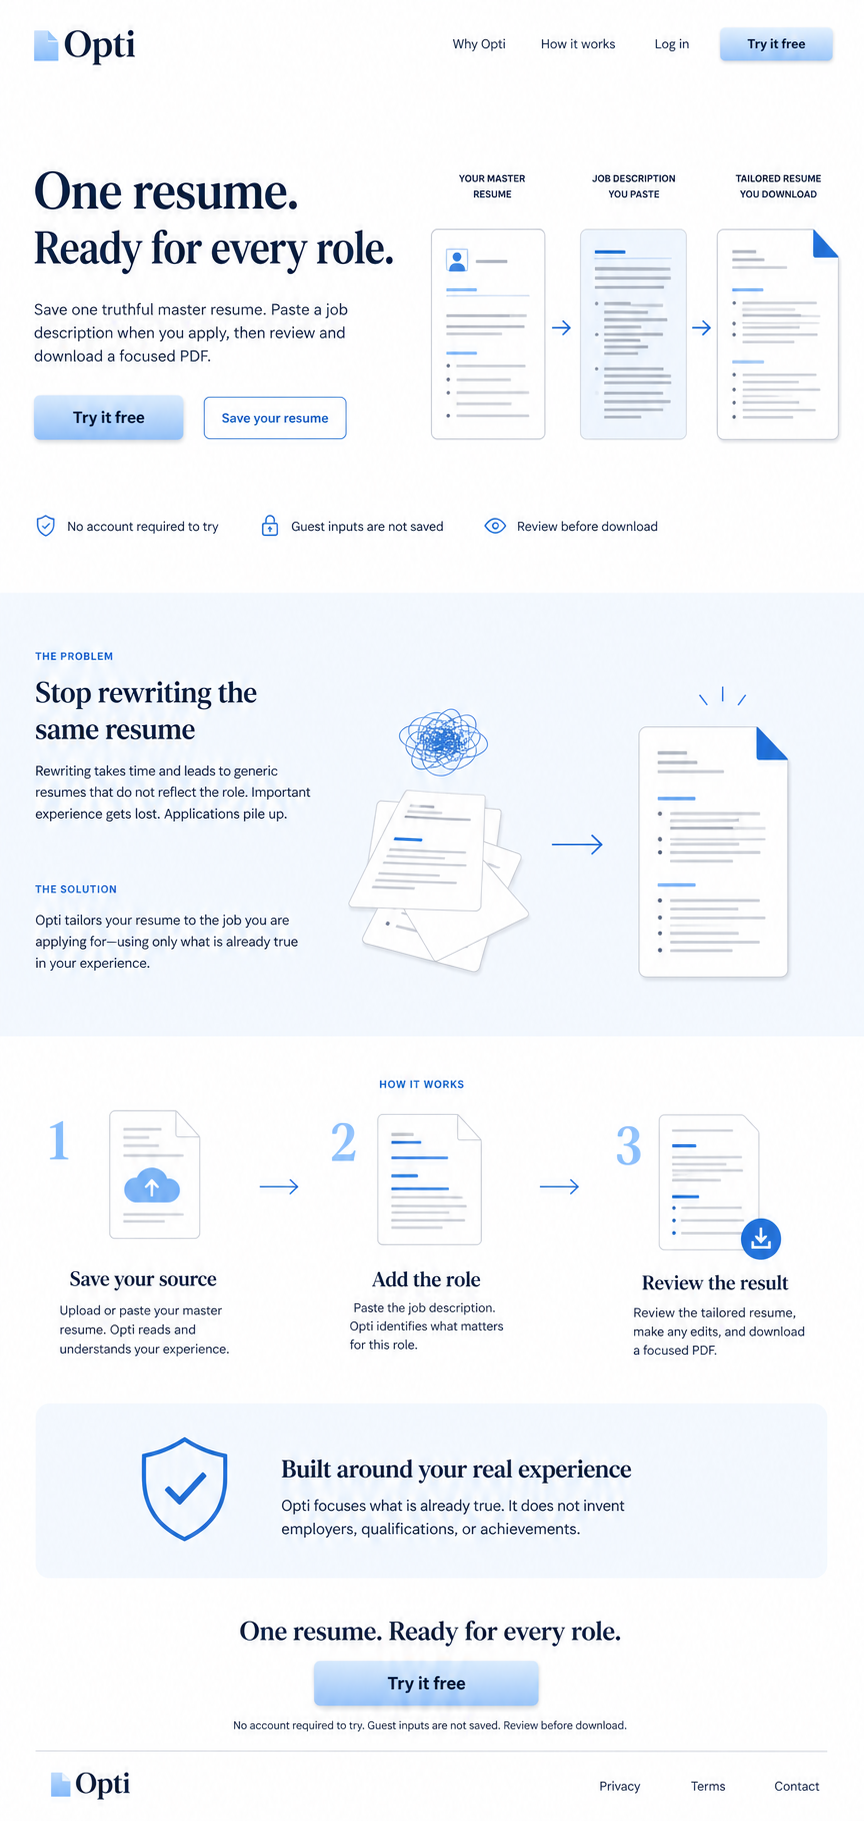 Opti
Why Opti
How it works
Log in
Try it free
One resume.
Ready for every role.
Save one truthful master resume. Paste a job
description when you apply, then review and
download a focused PDF.
Try it free
Save your resume
YOUR MASTER
RESUME
JOB DESCRIPTION
YOU PASTE
TAILORED RESUME
YOU DOWNLOAD
No account required to try
Guest inputs are not saved
Review before download
THE PROBLEM
Stop rewriting the
same resume
Rewriting takes time and leads to generic
resumes that do not reflect the role. Important
experience gets lost. Applications pile up.
THE SOLUTION
Opti tailors your resume to the job you are
applying for—using only what is already true
in your experience.
HOW IT WORKS
1
Save your source
Upload or paste your master
resume. Opti reads and
understands your experience.
2
Add the role
Paste the job description.
Opti identifies what matters
for this role.
3
Review the result
Review the tailored resume,
make any edits, and download
a focused PDF.
Built around your real experience
Opti focuses what is already true. It does not invent
employers, qualifications, or achievements.
One resume. Ready for every role.
Try it free
No account required to try. Guest inputs are not saved. Review before download.
Opti
Privacy
Terms
Contact